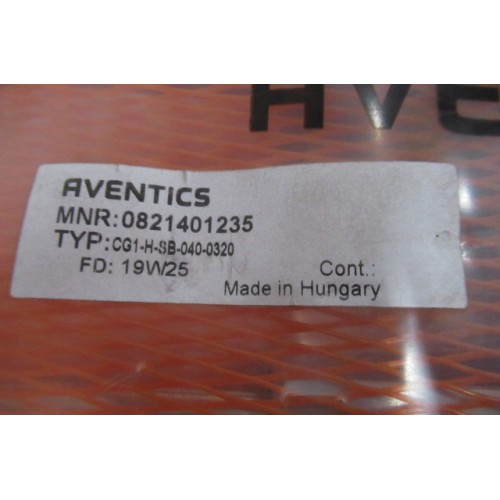 AVE
AVENTICS
MNR:0821401235
TYP:CG1-H-SB-040-0320
FD: 19W25
Cont.:
Made in Hungary